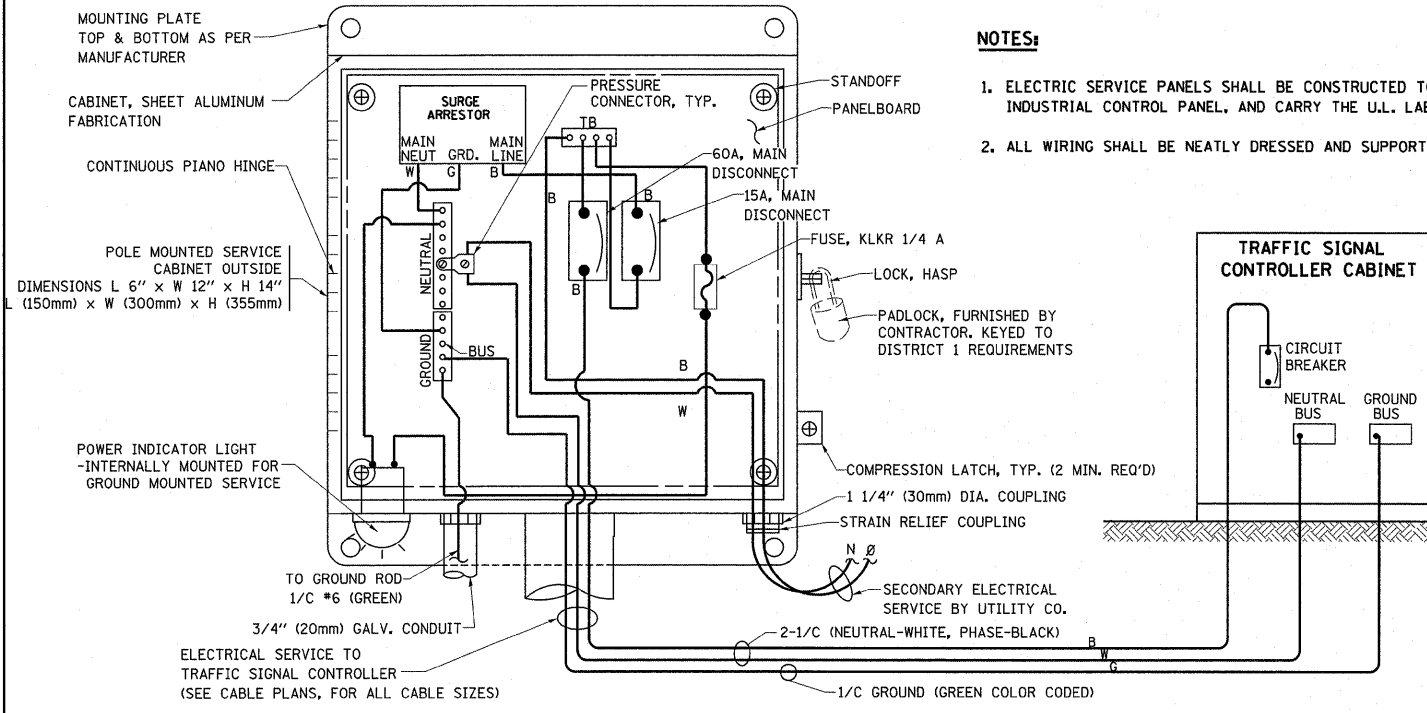 MOUNTING PLATE
TOP & BOTTOM AS PER
MANUFACTURER
CABINET, SHEET ALUMINUM
FABRICATION
CONTINUOUS PIANO HINGE
POLE MOUNTED SERVICE
CABINET OUTSIDE
DIMENSIONS L 6" x W 12" x H 14"
L (150mm) x W (300mm) x H (355mm)
POWER INDICATOR LIGHT
-INTERNALLY MOUNTED FOR
GROUND MOUNTED SERVICE
TO GROUND ROD
1/C #6 (GREEN)
3/4" (20mm) GALV. CONDUIT
ELECTRICAL SERVICE TO
TRAFFIC SIGNAL CONTROLLER
(SEE CABLE PLANS, FOR ALL CABLE SIZES)
SURGE
ARRESTOR
MAIN
NEUT
GRD.
MAIN
LINE
W
G
B
NEUTRAL
GROUND
BUS
PRESSURE
CONNECTOR, TYP.
TB
B
B
B
60A, MAIN
DISCONNECT
15A, MAIN
DISCONNECT
B
W
STANDOFF
PANELBOARD
FUSE, KLKR 1/4 A
LOCK, HASP
PADLOCK, FURNISHED BY
CONTRACTOR. KEYED TO
DISTRICT 1 REQUIREMENTS
COMPRESSION LATCH, TYP. (2 MIN. REQ'D)
1 1/4" (30mm) DIA. COUPLING
STRAIN RELIEF COUPLING
N Ø
SECONDARY ELECTRICAL
SERVICE BY UTILITY CO.
2-1/C (NEUTRAL-WHITE, PHASE-BLACK)
1/C GROUND (GREEN COLOR CODED)
B
W
G
NOTES:
1. ELECTRIC SERVICE PANELS SHALL BE CONSTRUCTED TO
INDUSTRIAL CONTROL PANEL, AND CARRY THE U.L. LAB
2. ALL WIRING SHALL BE NEATLY DRESSED AND SUPPORT
TRAFFIC SIGNAL
CONTROLLER CABINET
CIRCUIT
BREAKER
NEUTRAL
BUS
GROUND
BUS